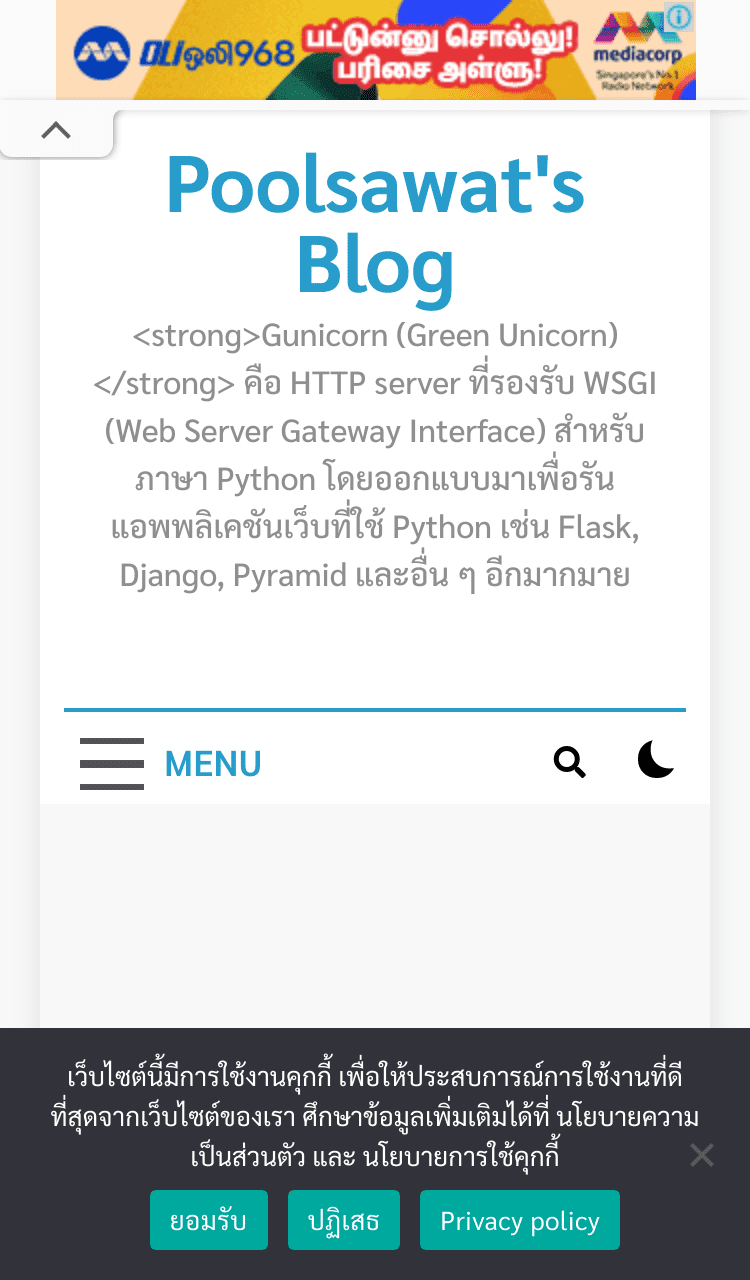 ஒலி968
பட்டுன்னு சொல்லு!
பரிசை அள்ளு!
mediacorp
Singapore's No.1
Radio Network
Poolsawat's
Blog
<strong>Gunicorn (Green Unicorn)
</strong> คือ HTTP server ที่รองรับ WSGI
(Web Server Gateway Interface) สำหรับ
ภาษา Python โดยออกแบบมาเพื่อรัน
แอพพลิเคชันเว็บที่ใช้ Python เช่น Flask,
Django, Pyramid และอื่น ๆ อีกมากมาย
MENU
เว็บไซต์นี้มีการใช้งานคุกกี้ เพื่อให้ประสบการณ์การใช้งานที่ดี
ที่สุดจากเว็บไซต์ของเรา ศึกษาข้อมูลเพิ่มเติมได้ที่ นโยบายความ
เป็นส่วนตัว และ นโยบายการใช้คุกกี้
ยอมรับ ปฏิเสธ Privacy policy